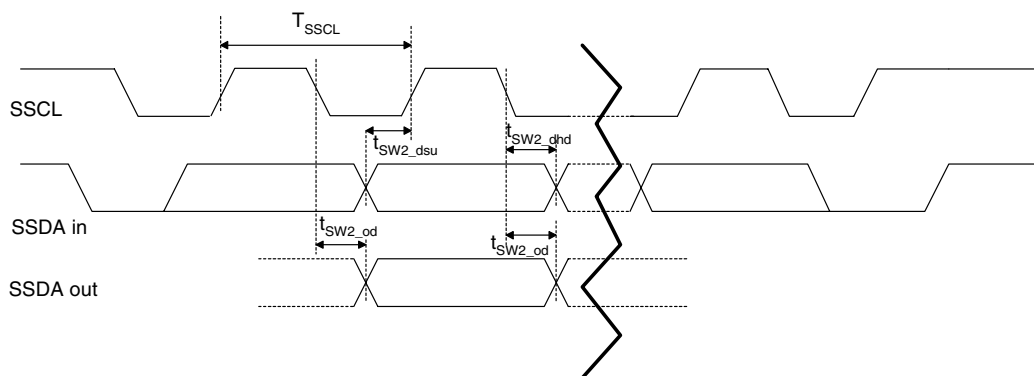 TSSCL
SSCL
tSW2_dsu
tSW2_dhd
SSDA in
tSW2_od
tSW2_od
SSDA out